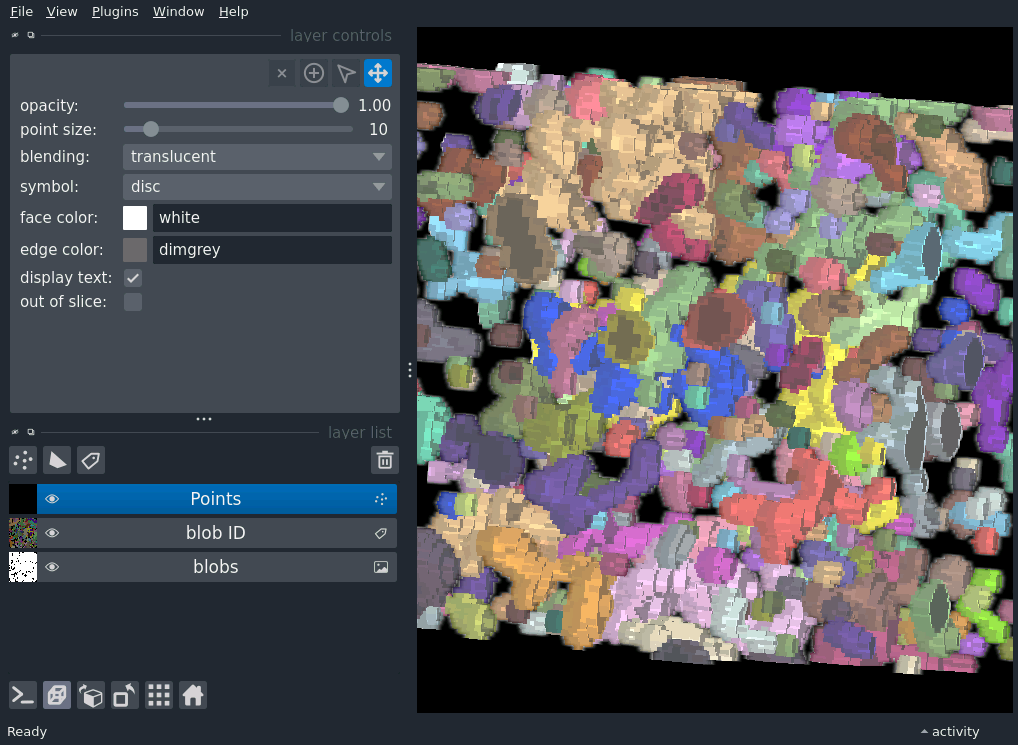 File View Plugins Window Help
layer controls
opacity: 1.00
point size: 10
blending: translucent
symbol: disc
face color: white
edge color: dimgrey
display text:
out of slice:
layer list
Points
blob ID
blobs
Ready activity